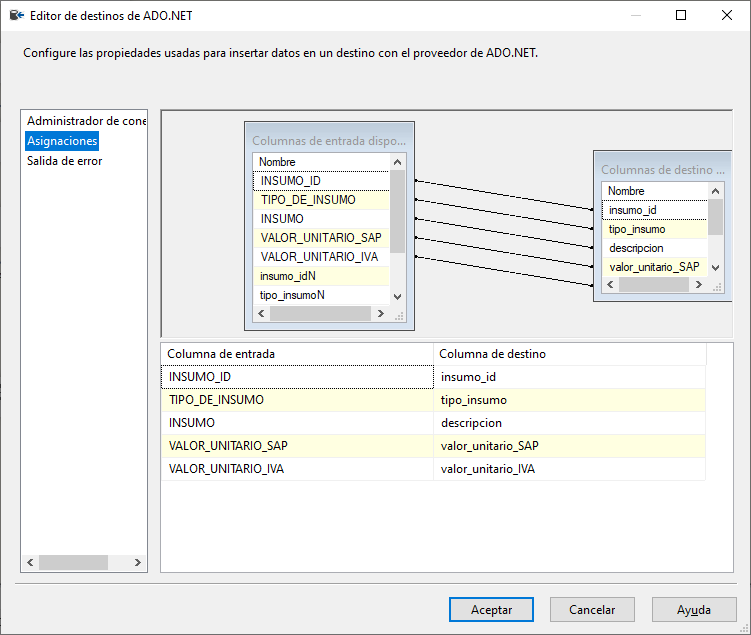 Editor de destinos de ADO.NET
Configure las propiedades usadas para insertar datos en un destino con el proveedor de ADO.NET.
Administrador de cone
Asignaciones
Salida de error
Columnas de entrada dispo...
Nombre
INSUMO_ID
TIPO_DE_INSUMO
INSUMO
VALOR_UNITARIO_SAP
VALOR_UNITARIO_IVA
insumo_idN
tipo_insumoN
Columnas de destino ...
Nombre
insumo_id
tipo_insumo
descripcion
valor_unitario_SAP
Columna de entrada Columna de destino
INSUMO_ID insumo_id
TIPO_DE_INSUMO tipo_insumo
INSUMO descripcion
VALOR_UNITARIO_SAP valor_unitario_SAP
VALOR_UNITARIO_IVA valor_unitario_IVA
Aceptar Cancelar Ayuda